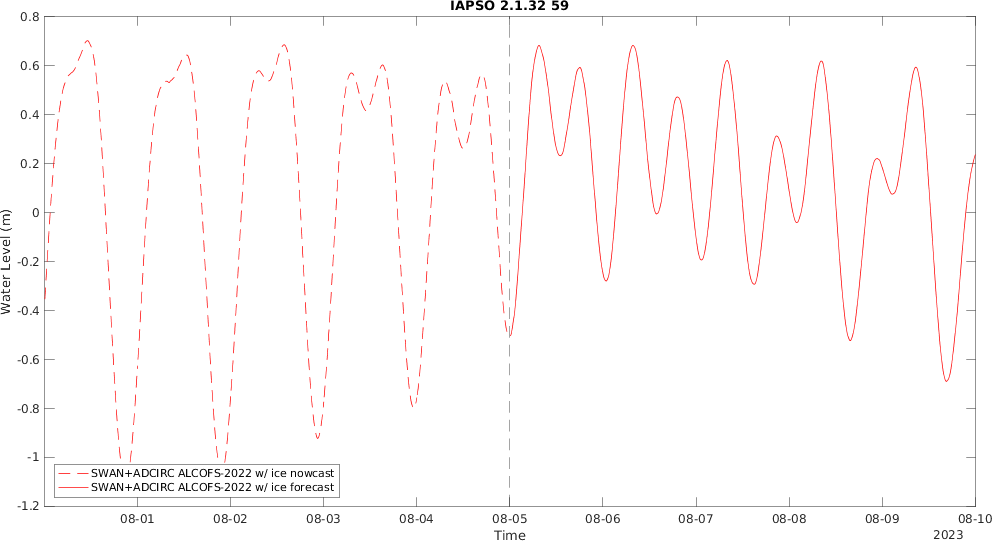 IAPSO 2.1.32 59
0.8
0.6
0.4
0.2
0
-0.2
-0.4
-0.6
-0.8
-1
-1.2
Water Level (m)
SWAN+ADCIRC ALCOFS-2022 w/ ice nowcast
SWAN+ADCIRC ALCOFS-2022 w/ ice forecast
08-01 08-02 08-03 08-04 08-05 08-06 08-07 08-08 08-09 08-10
Time
2023